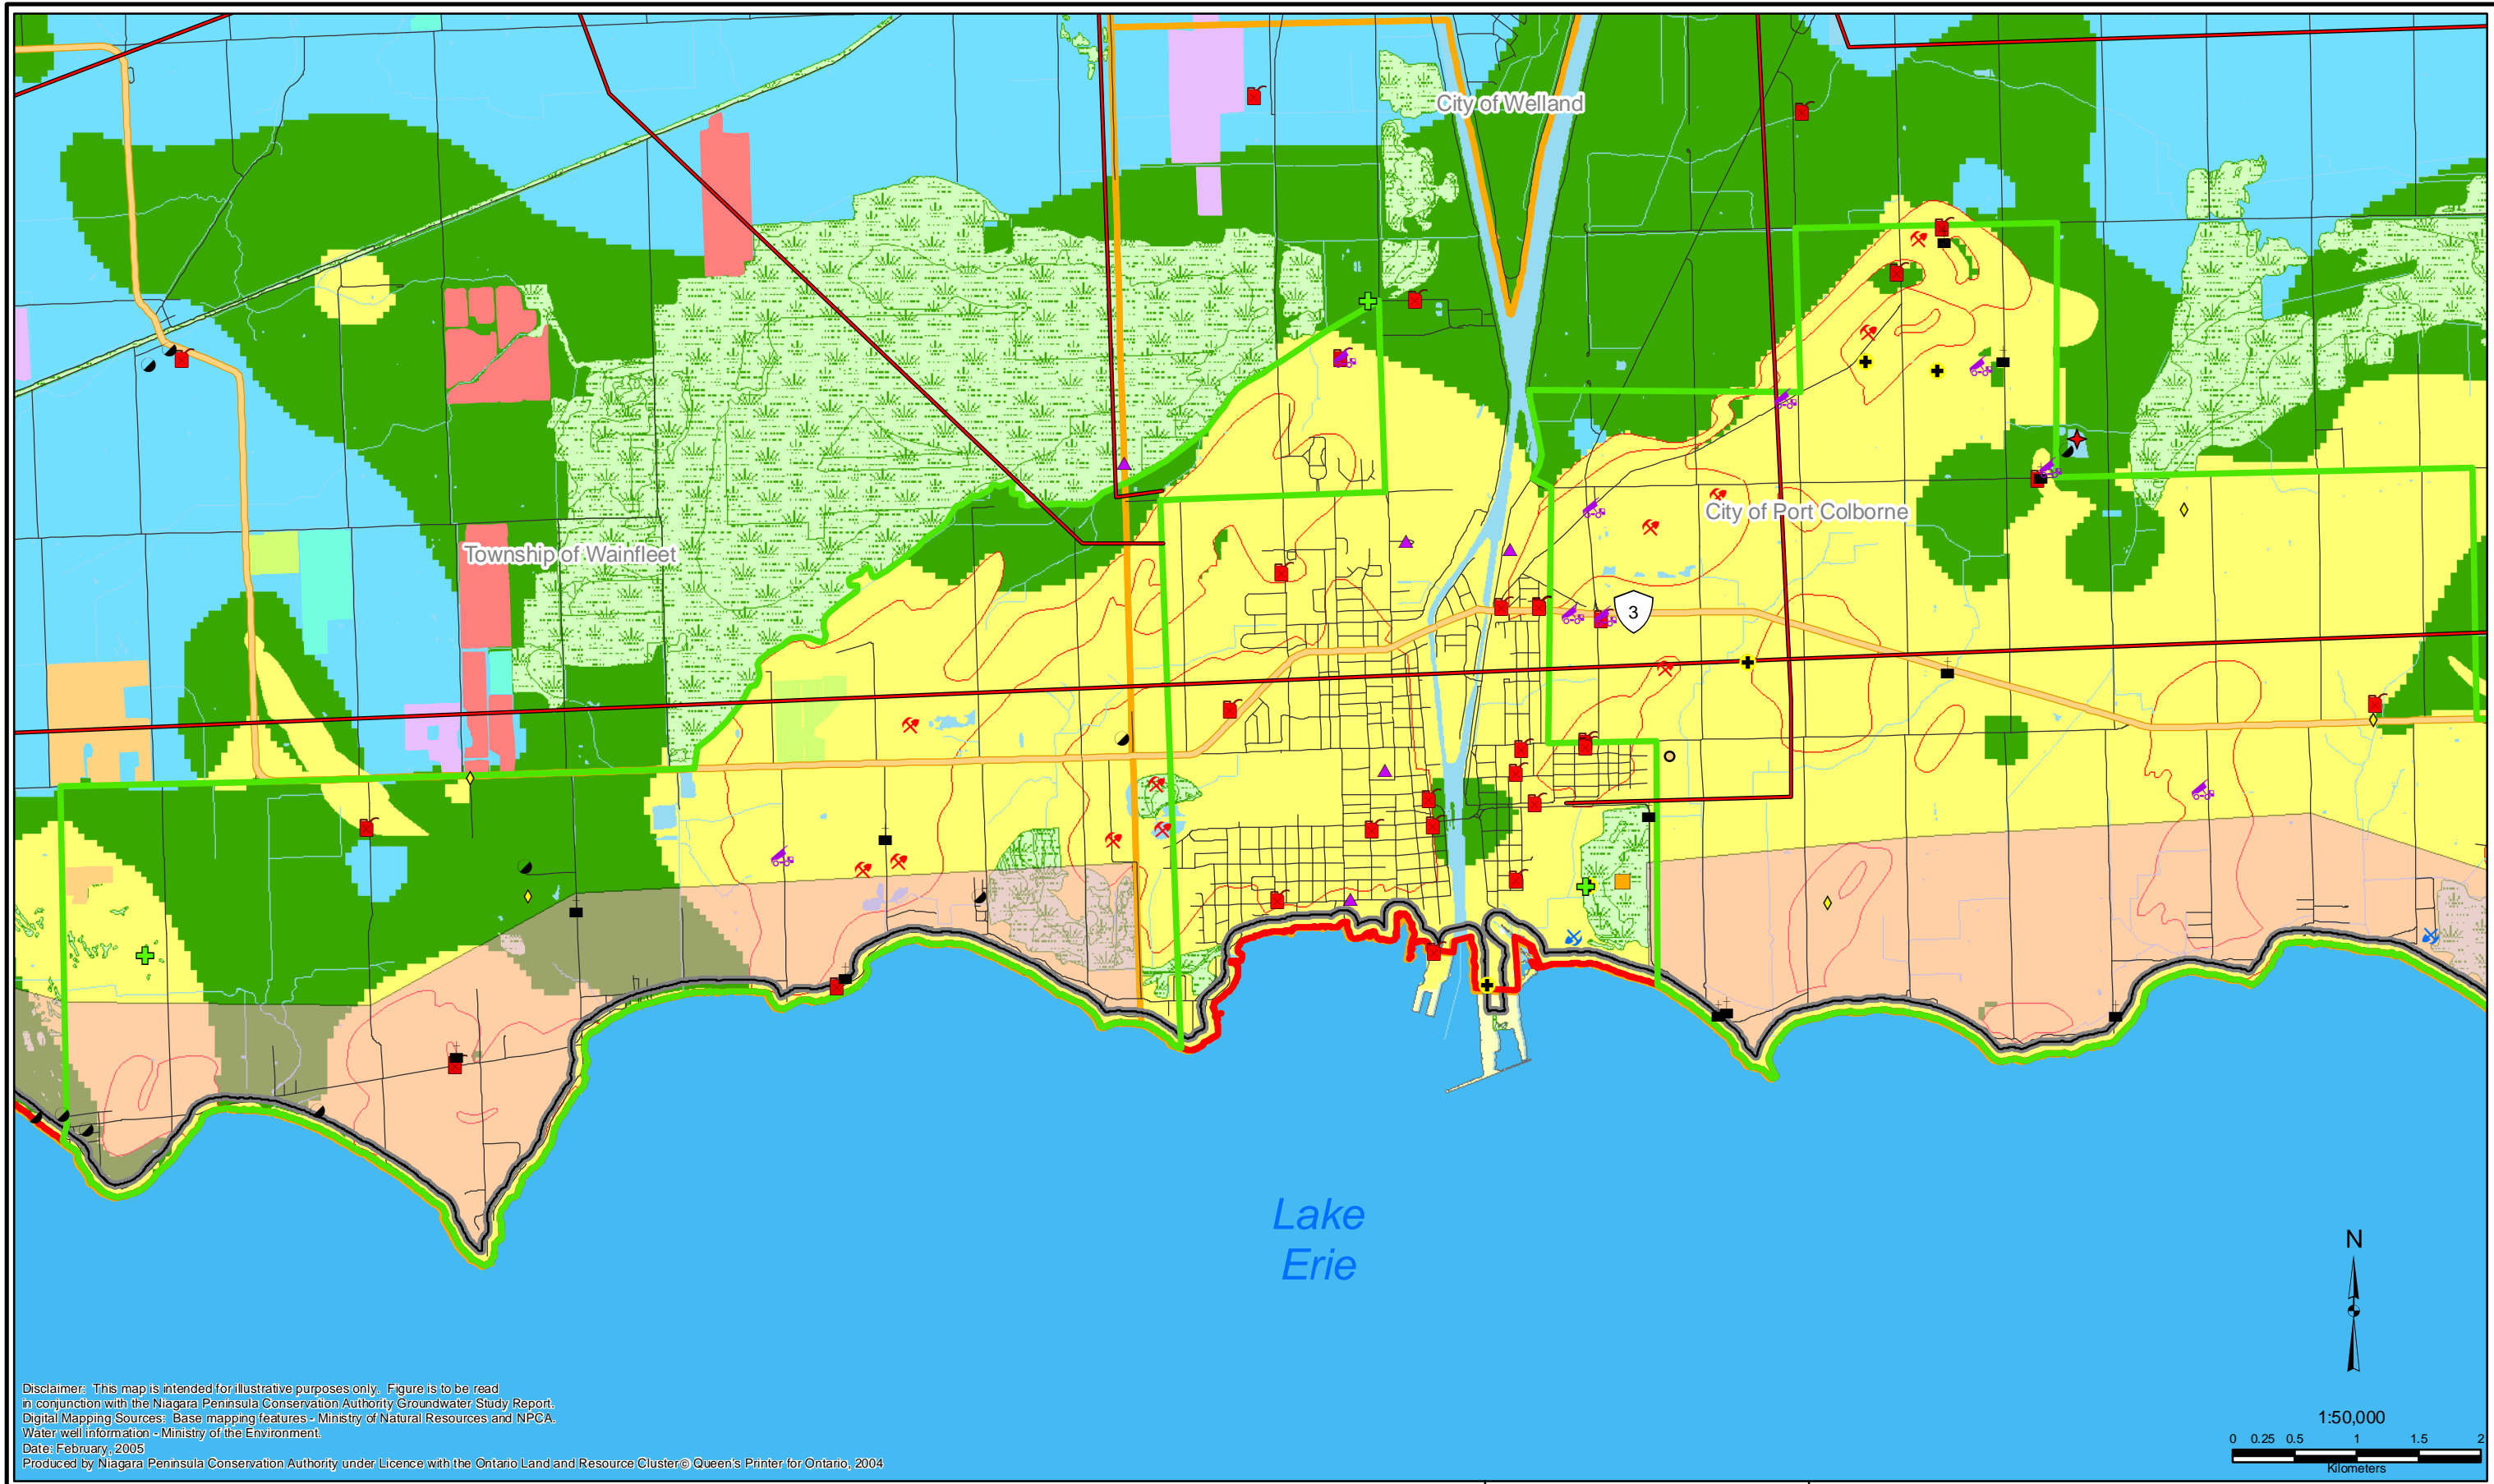 City of Welland
City of Port Colborne
Township of Wainfleet
3
Lake
Erie
N
1:50,000
0 0.25 0.5 1 1.5 2
Kilometers
Disclaimer: This map is intended for illustrative purposes only. Figure is to be read
in conjunction with the Niagara Peninsula Conservation Authority Groundwater Study Report.
Digital Mapping Sources: Base mapping features - Ministry of Natural Resources and NPCA.
Water well information - Ministry of the Environment.
Date: February, 2005
Produced by Niagara Peninsula Conservation Authority under Licence with the Ontario Land and Resource Cluster © Queen's Printer for Ontario, 2004